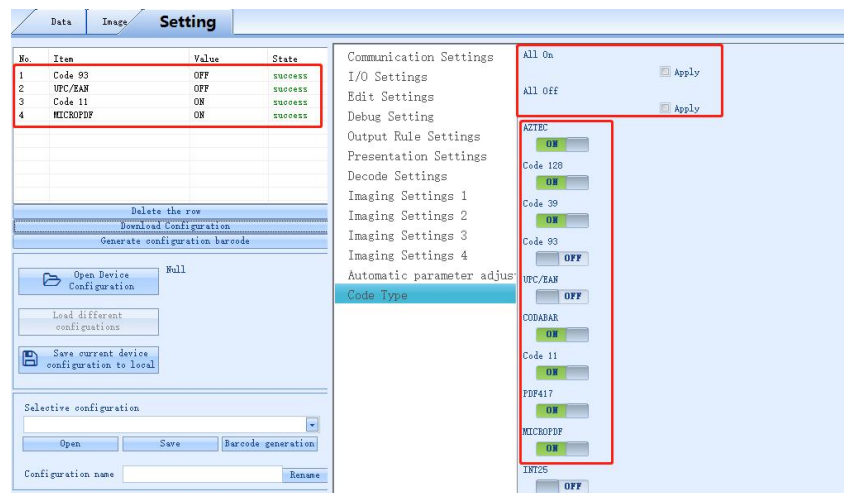 Data Image Setting
No. Item Value State
1 Code 93 OFF success
2 UPC/EAN OFF success
3 Code 11 ON success
4 MICROPDF ON success
Delete the row
Download Configuration
Generate configuration barcode
Open Device
Configuration
Null
Load different
configuations
Save current device
configuration to local
Selective configuration
Open Save Barcode generation
Configuration name Rename
Communication Settings
I/O Settings
Edit Settings
Debug Setting
Output Rule Settings
Presentation Settings
Decode Settings
Imaging Settings 1
Imaging Settings 2
Imaging Settings 3
Imaging Settings 4
Automatic parameter adjus
Code Type
All On
Apply
All Off
Apply
AZTEC
ON
Code 128
ON
Code 39
ON
Code 93
OFF
UPC/EAN
OFF
CODABAR
ON
Code 11
ON
PDF417
ON
MICROPDF
ON
INT25
OFF